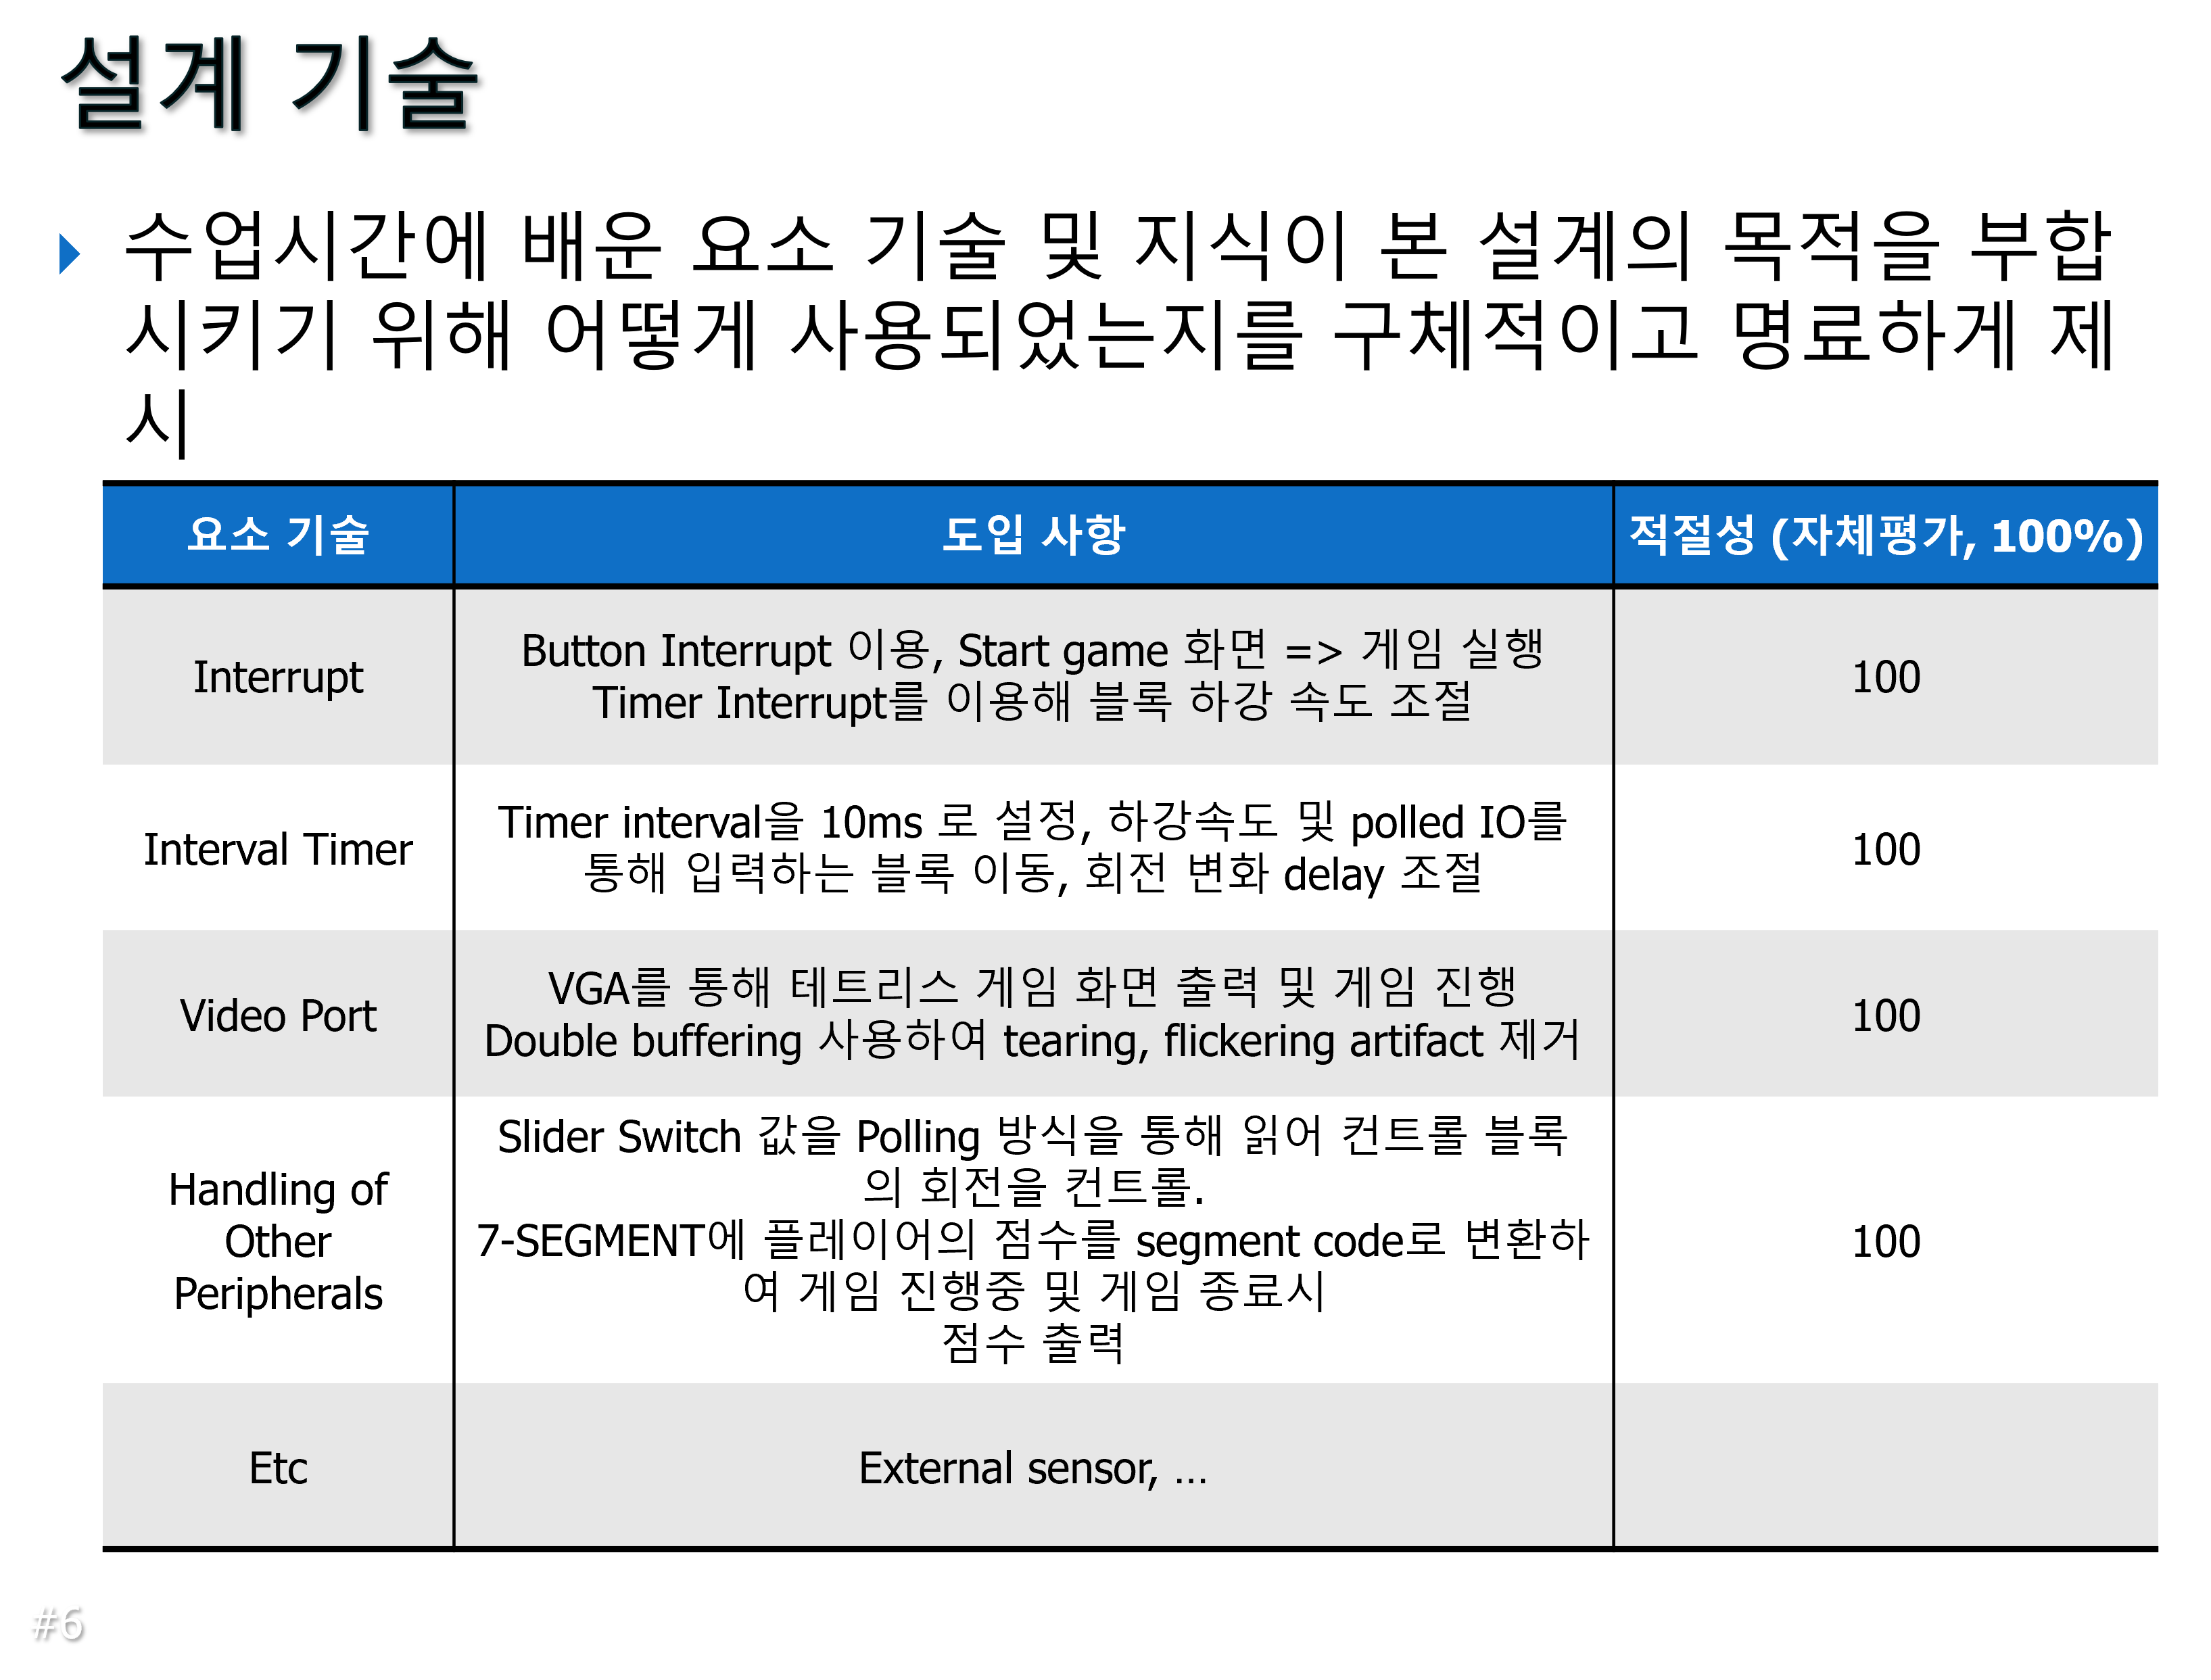 설계 기술
수업시간에 배운 요소 기술 및 지식이 본 설계의 목적을 부합
시키기 위해 어떻게 사용되었는지를 구체적이고 명료하게 제
시
요소 기술
도입 사항
적절성 (자체평가, 100%)
Interrupt
Button Interrupt 이용, Start game 화면 => 게임 실행
Timer Interrupt를 이용해 블록 하강 속도 조절
100
Interval Timer
Timer interval을 10ms 로 설정, 하강속도 및 polled IO를
통해 입력하는 블록 이동, 회전 변화 delay 조절
100
Video Port
VGA를 통해 테트리스 게임 화면 출력 및 게임 진행
Double buffering 사용하여 tearing, flickering artifact 제거
100
Handling of
Other
Peripherals
Slider Switch 값을 Polling 방식을 통해 읽어 컨트롤 블록
의 회전을 컨트롤.
7-SEGMENT에 플레이어의 점수를 segment code로 변환하
여 게임 진행중 및 게임 종료시
점수 출력
100
Etc
External sensor, ...
#6